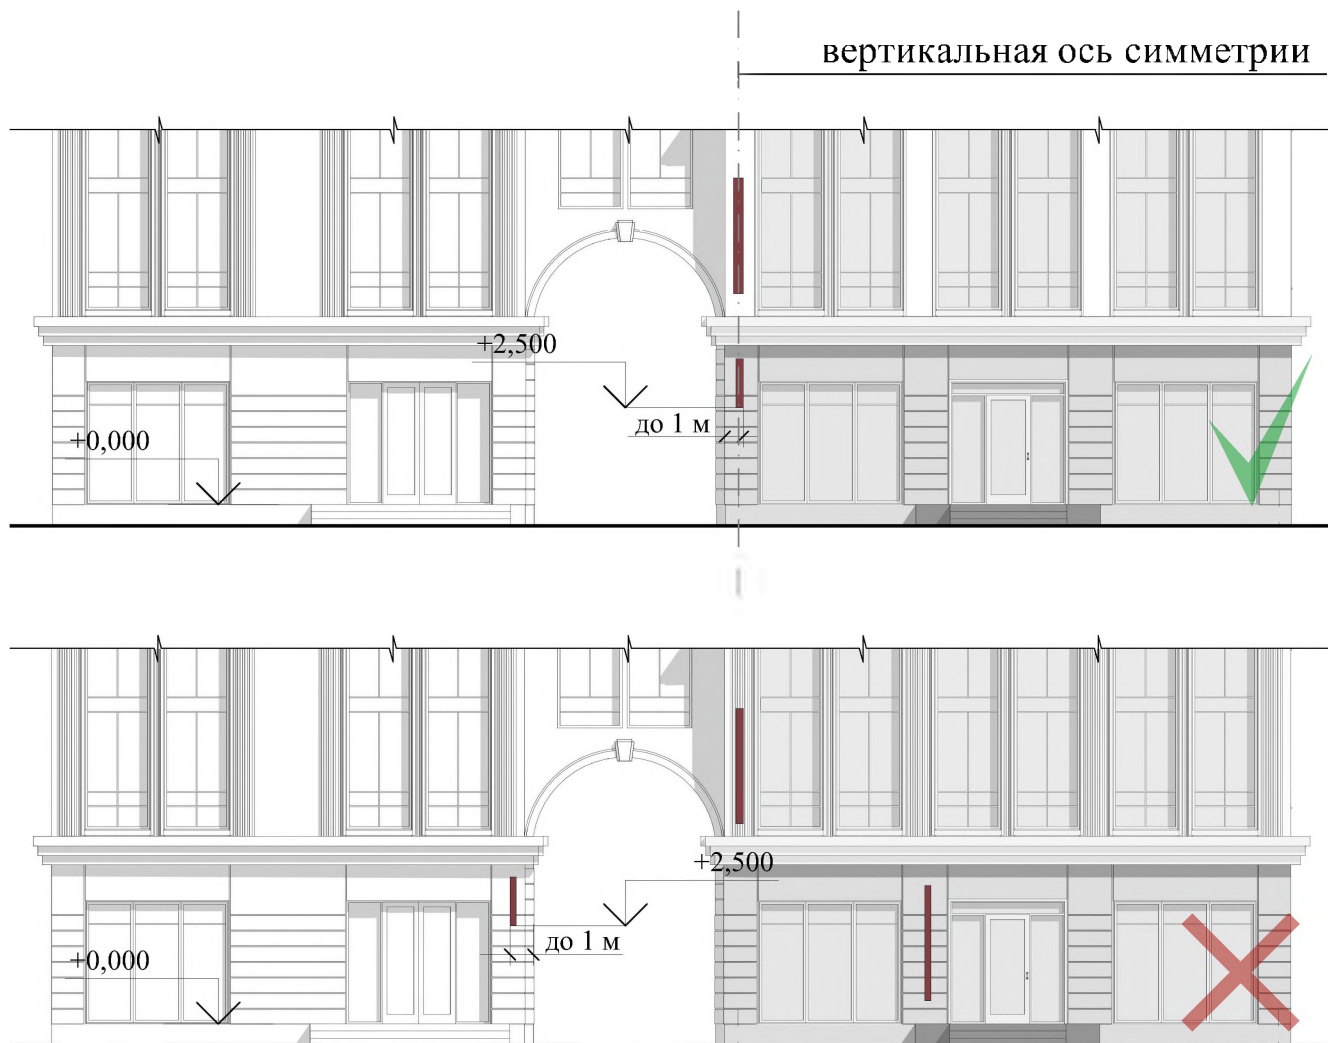 вертикальная ось симметрии
+2,500
до 1 м
+0,000
+2,500
до 1 м
+0,000